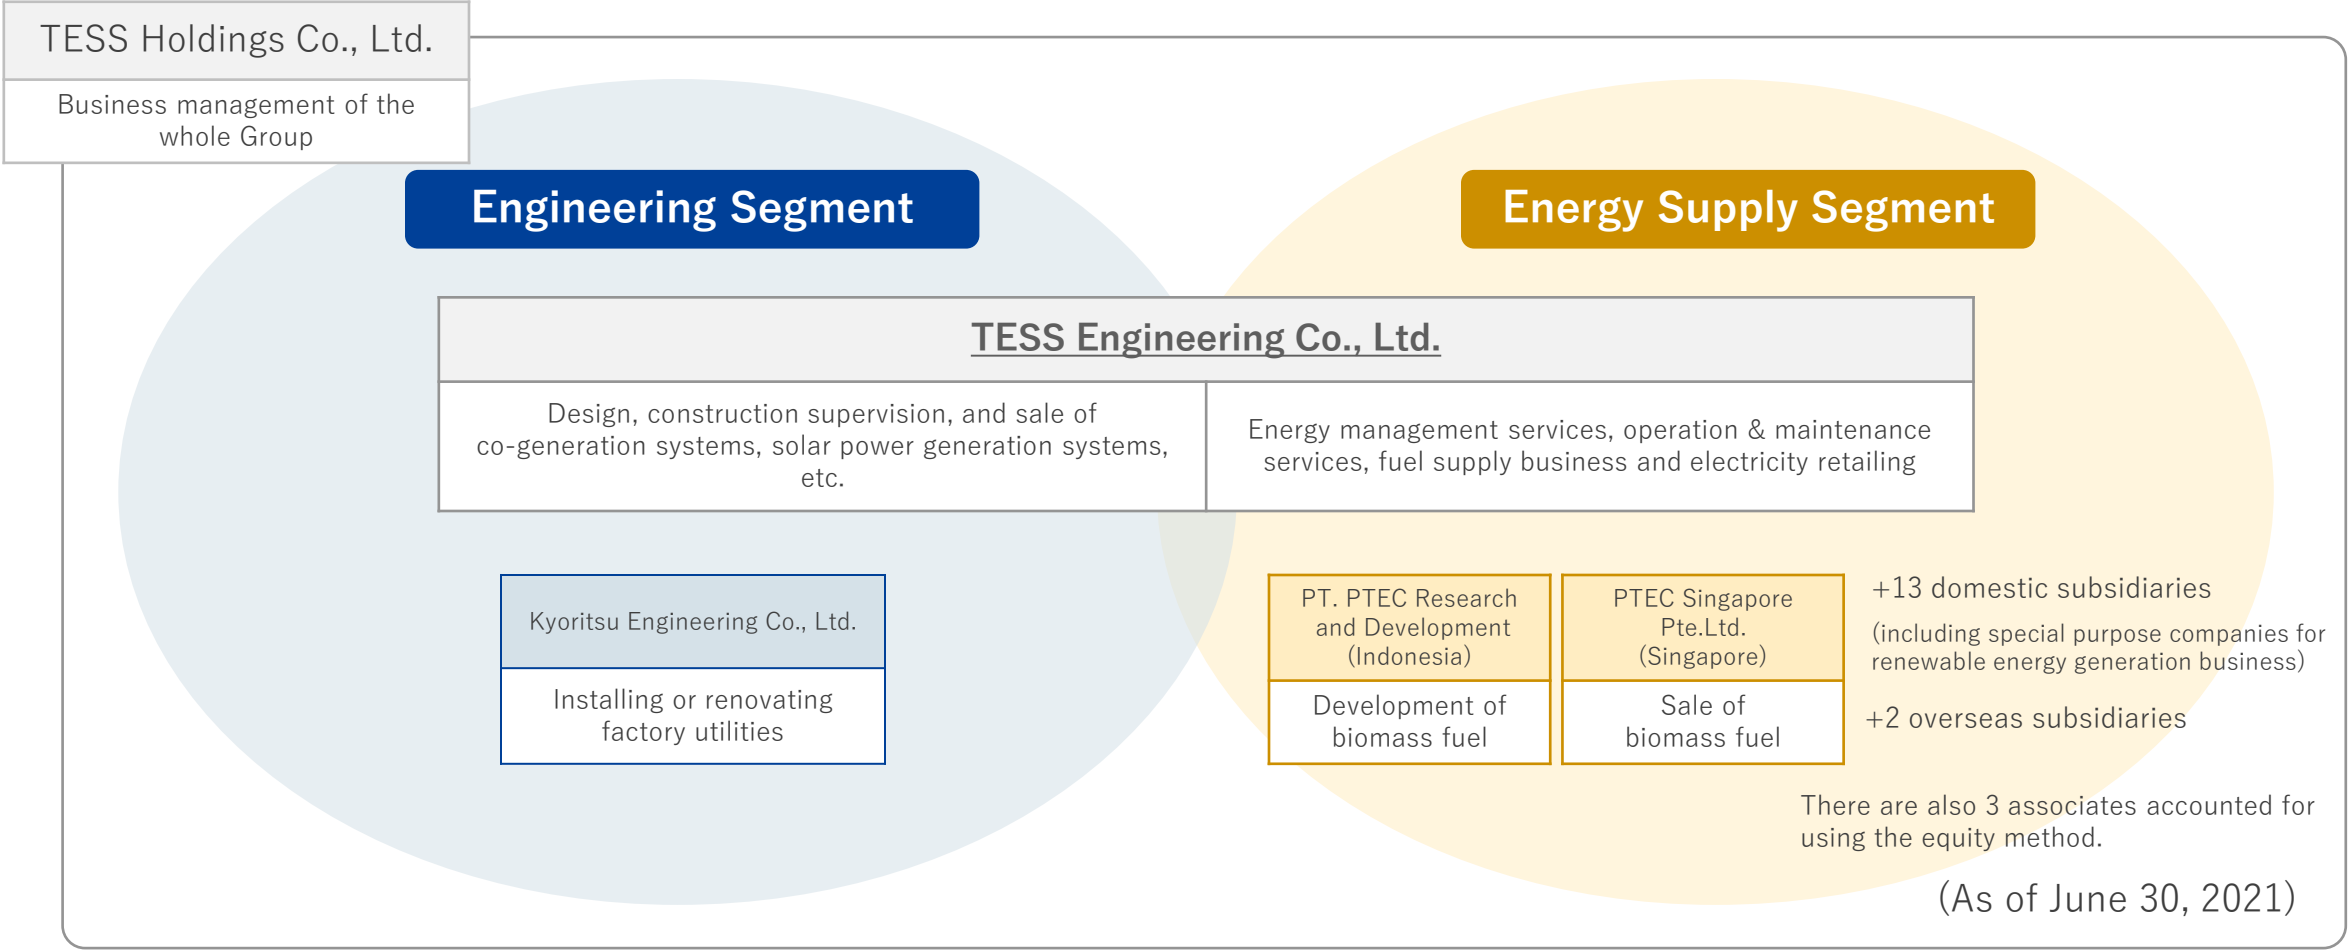 TESS Holdings Co., Ltd.
Business management of the
whole Group
Engineering Segment
Energy Supply Segment
TESS Engineering Co., Ltd.
Design, construction supervision, and sale of
co-generation systems, solar power generation systems,
etc.
Energy management services, operation & maintenance
services, fuel supply business and electricity retailing
Kyoritsu Engineering Co., Ltd.
Installing or renovating
factory utilities
PT. PTEC Research
and Development
(Indonesia)
Development of
biomass fuel
PTEC Singapore
Pte.Ltd.
(Singapore)
Sale of
biomass fuel
+13 domestic subsidiaries
(including special purpose companies for
renewable energy generation business)
+2 overseas subsidiaries
There are also 3 associates accounted for
using the equity method.
(As of June 30, 2021)